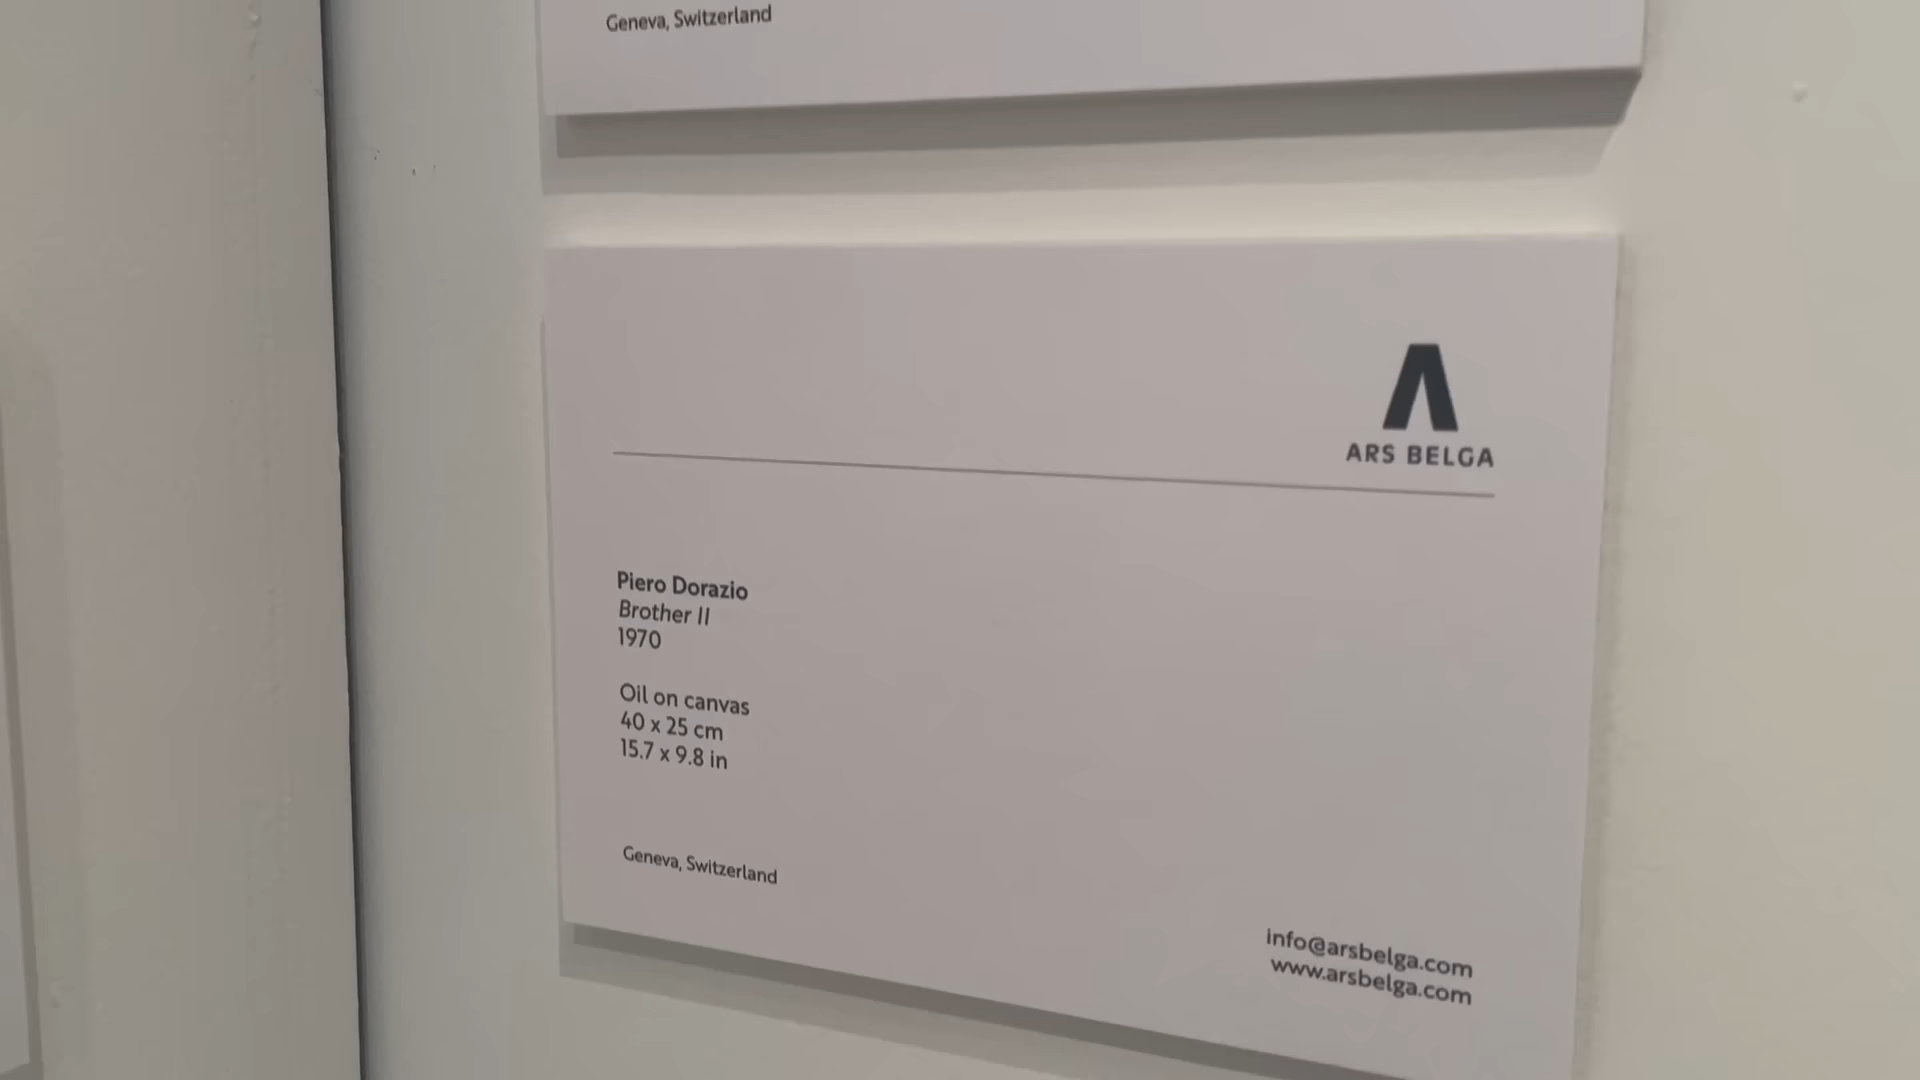 Geneva, Switzerland
ARS BELGA
Piero Dorazio
Brother II
1970
Oil on canvas
40 x 25 cm
15.7 x 9.8 in
Geneva, Switzerland
info@arsbelga.com
www.arsbelga.com